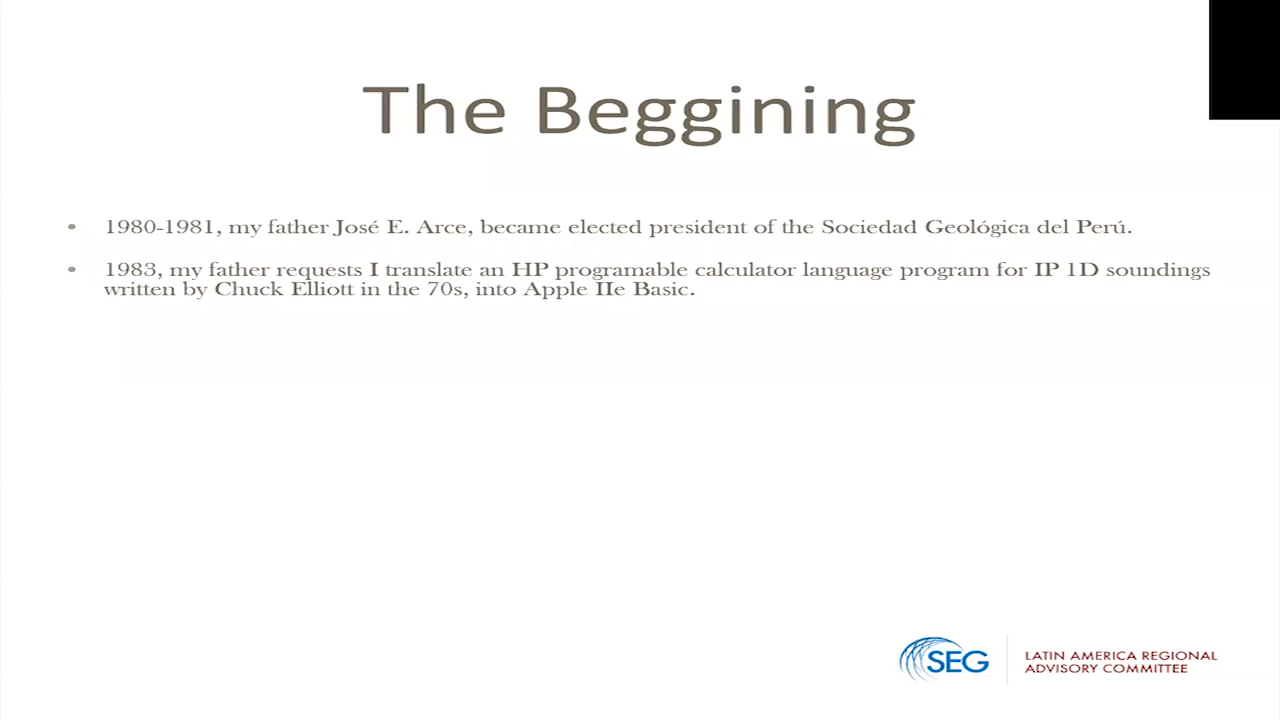 The Beggining
• 1980-1981, my father José E. Arce, became elected president of the Sociedad Geológica del Perú.
• 1983, my father requests I translate an HP programable calculator language program for IP 1D soundings
written by Chuck Elliott in the 70s, into Apple IIe Basic.
SEG
LATIN AMERICA REGIONAL
ADVISORY COMMITTEE